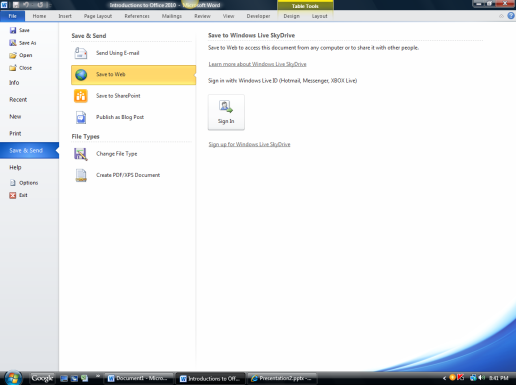 Introductions to Office 2010 - Microsoft Word
Table Tools
File Home Insert Page Layout References Mailings Review View Developer Design Layout
Save
Save As
Open
Close
Info
Recent
New
Print
Save & Send
Help
Options
Exit
Save & Send
Send Using E-mail
Save to Web
Save to SharePoint
Publish as Blog Post
File Types
Change File Type
Create PDF/XPS Document
Save to Windows Live SkyDrive
Save to Web to access this document from any computer or to share it with other people.
Learn more about Windows Live SkyDrive
Sign in with: Windows Live ID (Hotmail, Messenger, XBOX Live)
Sign In
Sign up for Windows Live SkyDrive
Google Document1 - Micro... Introductions to Off... Presentation2.pptx -... 8:41 PM